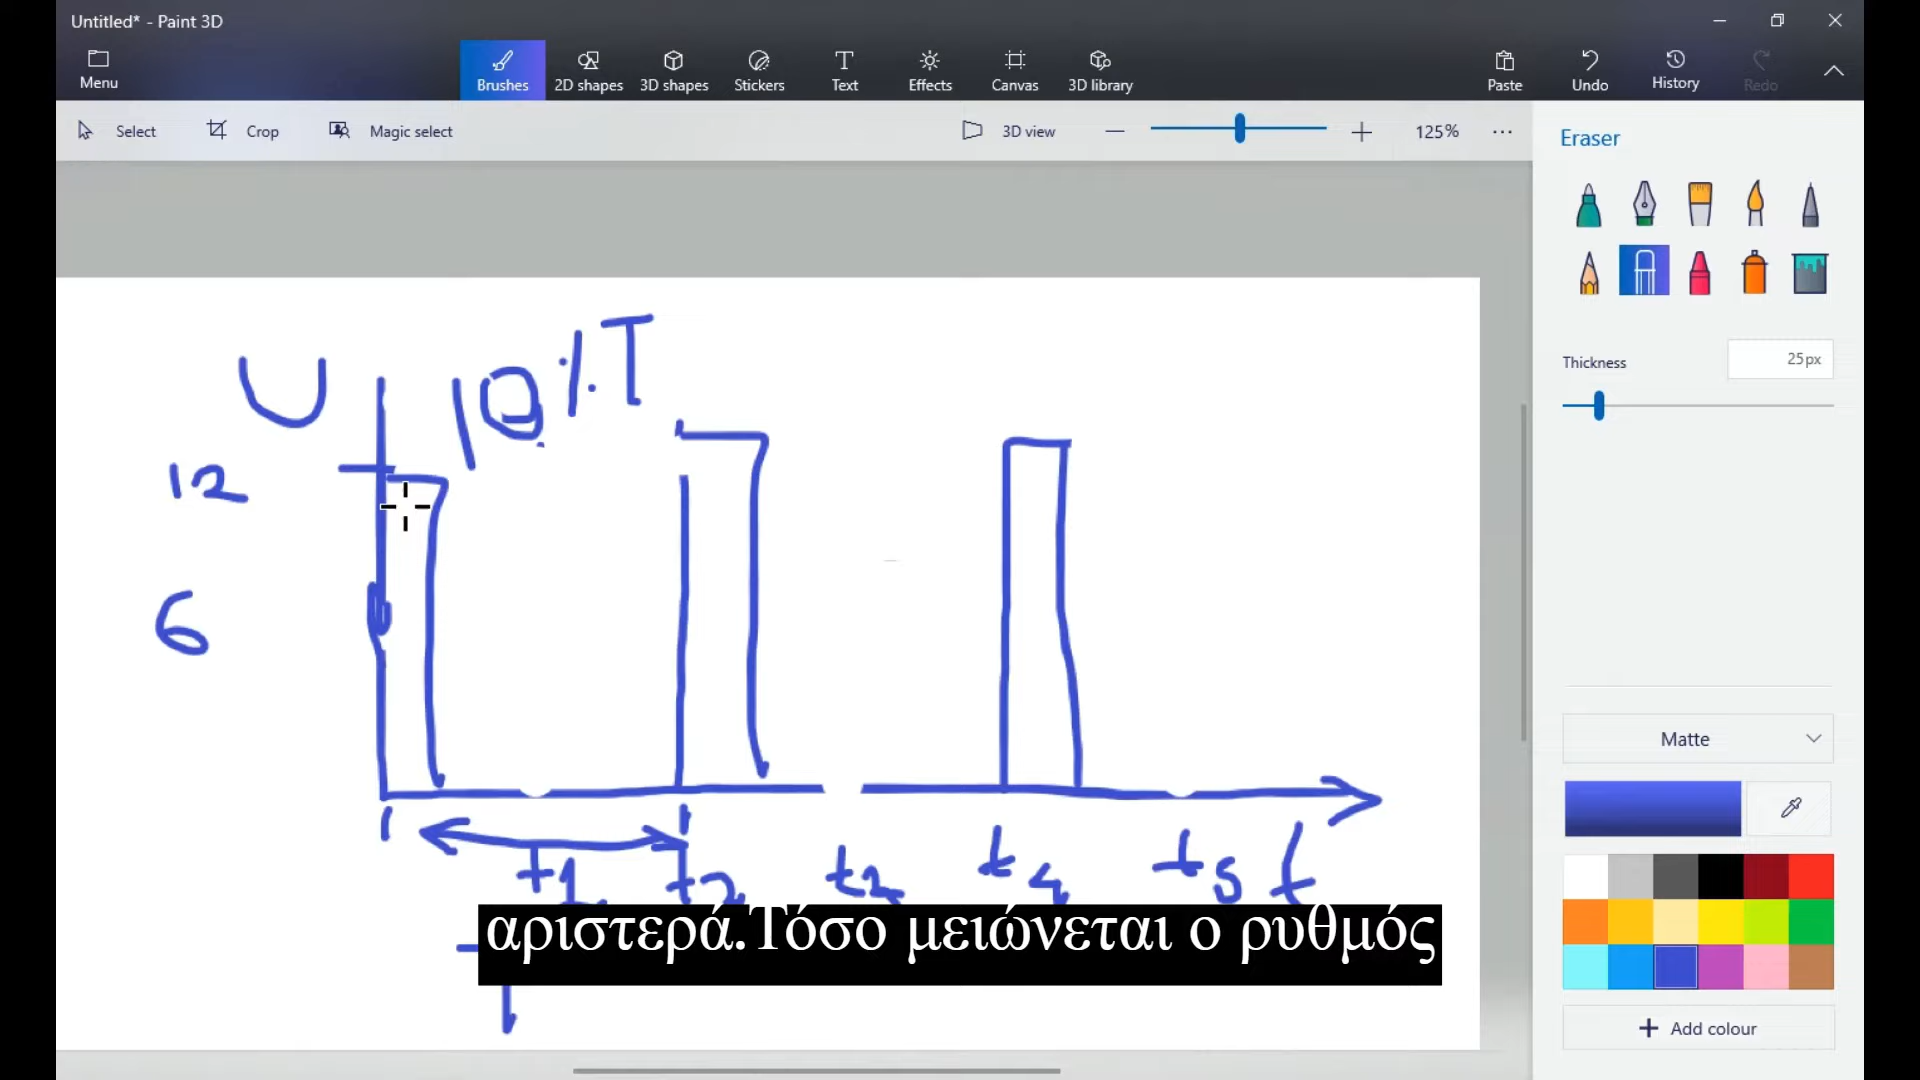 Untitled* - Paint 3D
Menu
Brushes
2D shapes
3D shapes
Stickers
Text
Effects
Canvas
3D library
Paste
Undo
History
Redo
Select
Crop
Magic select
3D view
125%
Eraser
Thickness
25px
Matte
Add colour
U
10%T
12
6
t1
t2
t2
t4
t5
t
αριστερά.Τόσο μειώνεται ο ρυθμός